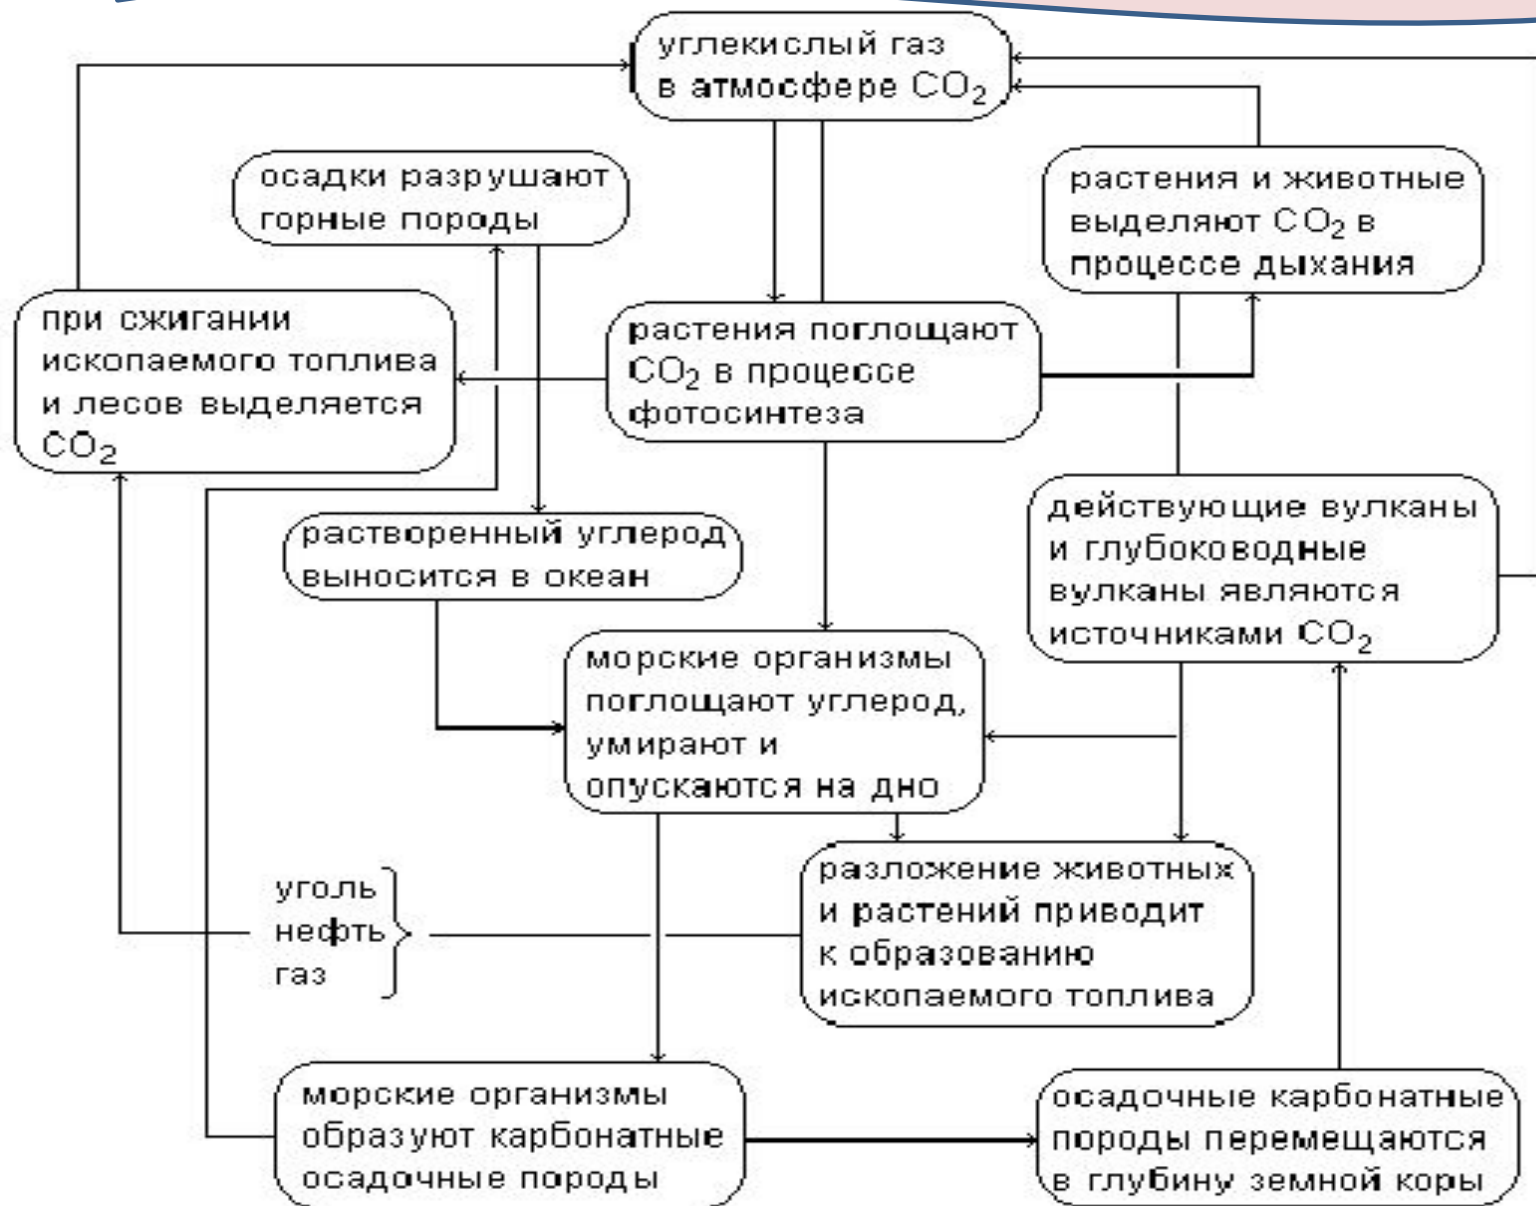 углекислый газ
в атмосфере CO₂
осадки разрушают
горные породы
растения и животные
выделяют CO₂ в
процессе дыхания
при сжигании
ископаемого топлива
и лесов выделяется
CO₂
растения поглощают
CO₂ в процессе
фотосинтеза
растворенный углерод
выносится в океан
действующие вулканы
и глубоководные
вулканы являются
источниками CO₂
морские организмы
поглощают углерод,
умирают и
опускаются на дно
уголь
нефть
газ
разложение животных
и растений приводит
к образованию
ископаемого топлива
морские организмы
образуют карбонатные
осадочные породы
осадочные карбонатные
породы перемещаются
в глубину земной коры